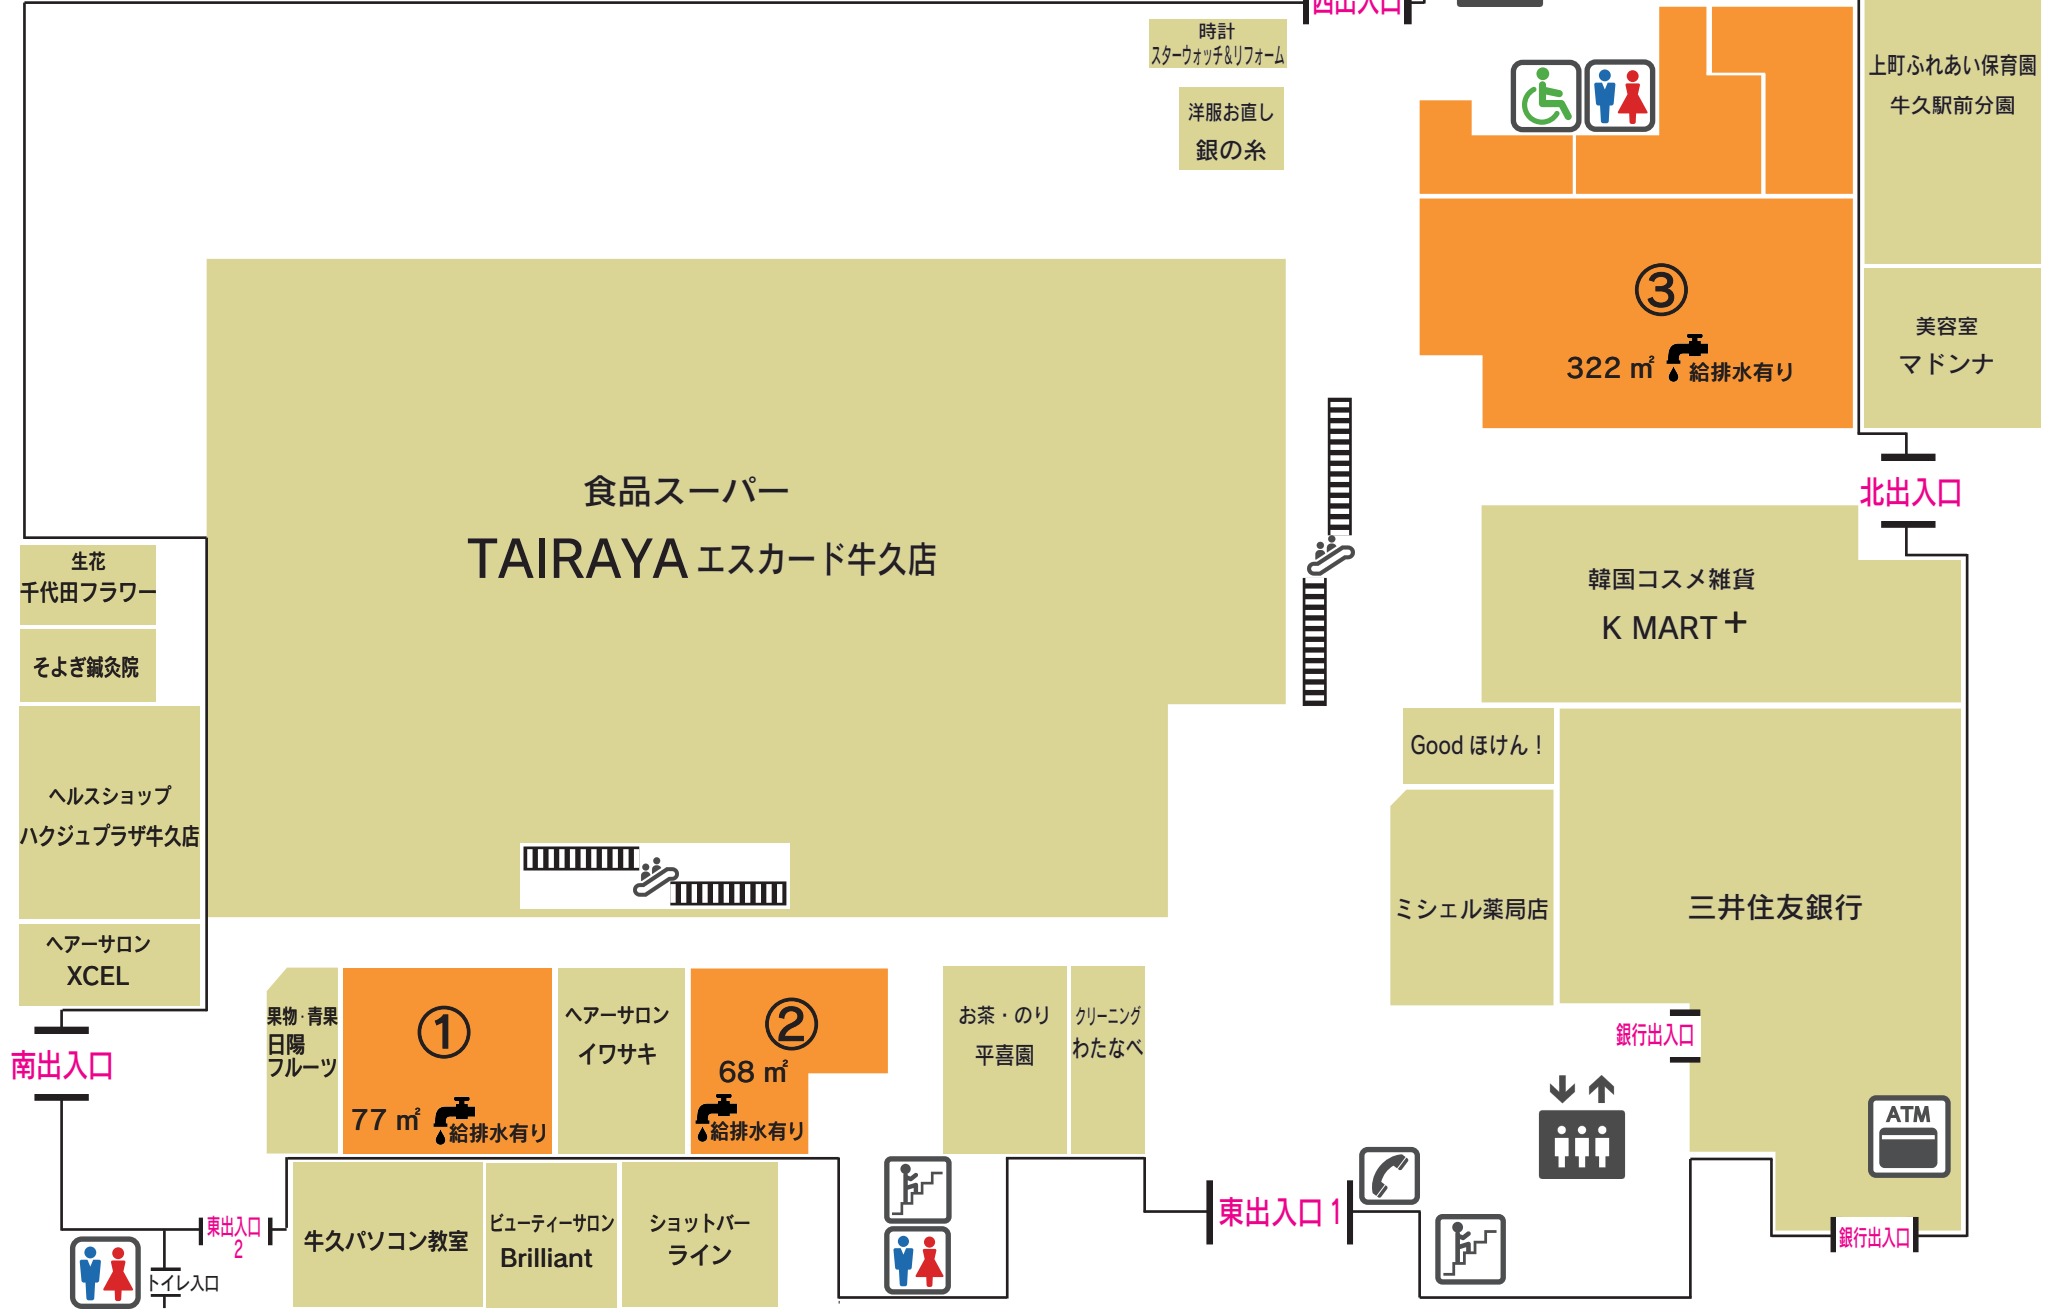 西出入口
時計
スターウォッチ&リフォーム
洋服お直し
銀の糸
上町ふれあい保育園
牛久駅前分園
③
322 ㎡
給排水有り
美容室
マドンナ
北出入口
食品スーパー
TAIRAYA エスカード牛久店
韓国コスメ雑貨
K MART＋
生花
千代田フラワー
そよぎ鍼灸院
ヘルスショップ
ハクジュプラザ牛久店
ヘアーサロン
XCEL
Good ほけん！
ミシェル薬局店
三井住友銀行
銀行出入口
ATM
銀行出入口
南出入口
果物・青果
日陽
フルーツ
①
77 ㎡
給排水有り
ヘアーサロン
イワサキ
②
68 ㎡
給排水有り
お茶・のり
平喜園
クリーニング
わたなべ
東出入口 1
東出入口
2
トイレ入口
牛久パソコン教室
ビューティーサロン
Brilliant
ショットバー
ライン